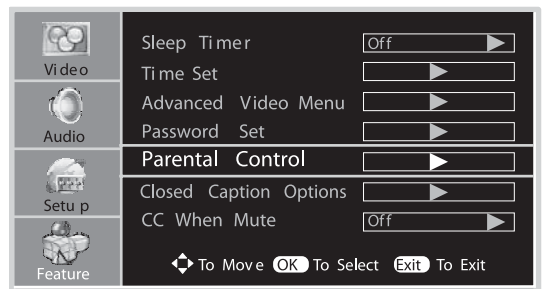 Video
Audio
Setup
Feature
Sleep Timer Off
Time Set
Advanced Video Menu
Password Set
Parental Control
Closed Caption Options
CC When Mute Off
To Move OK To Select Exit To Exit